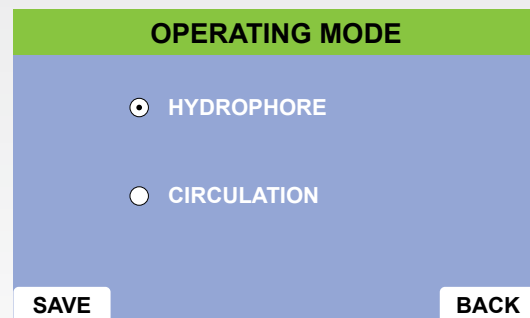 OPERATING MODE
HYDROPHORE
CIRCULATION
SAVE
BACK